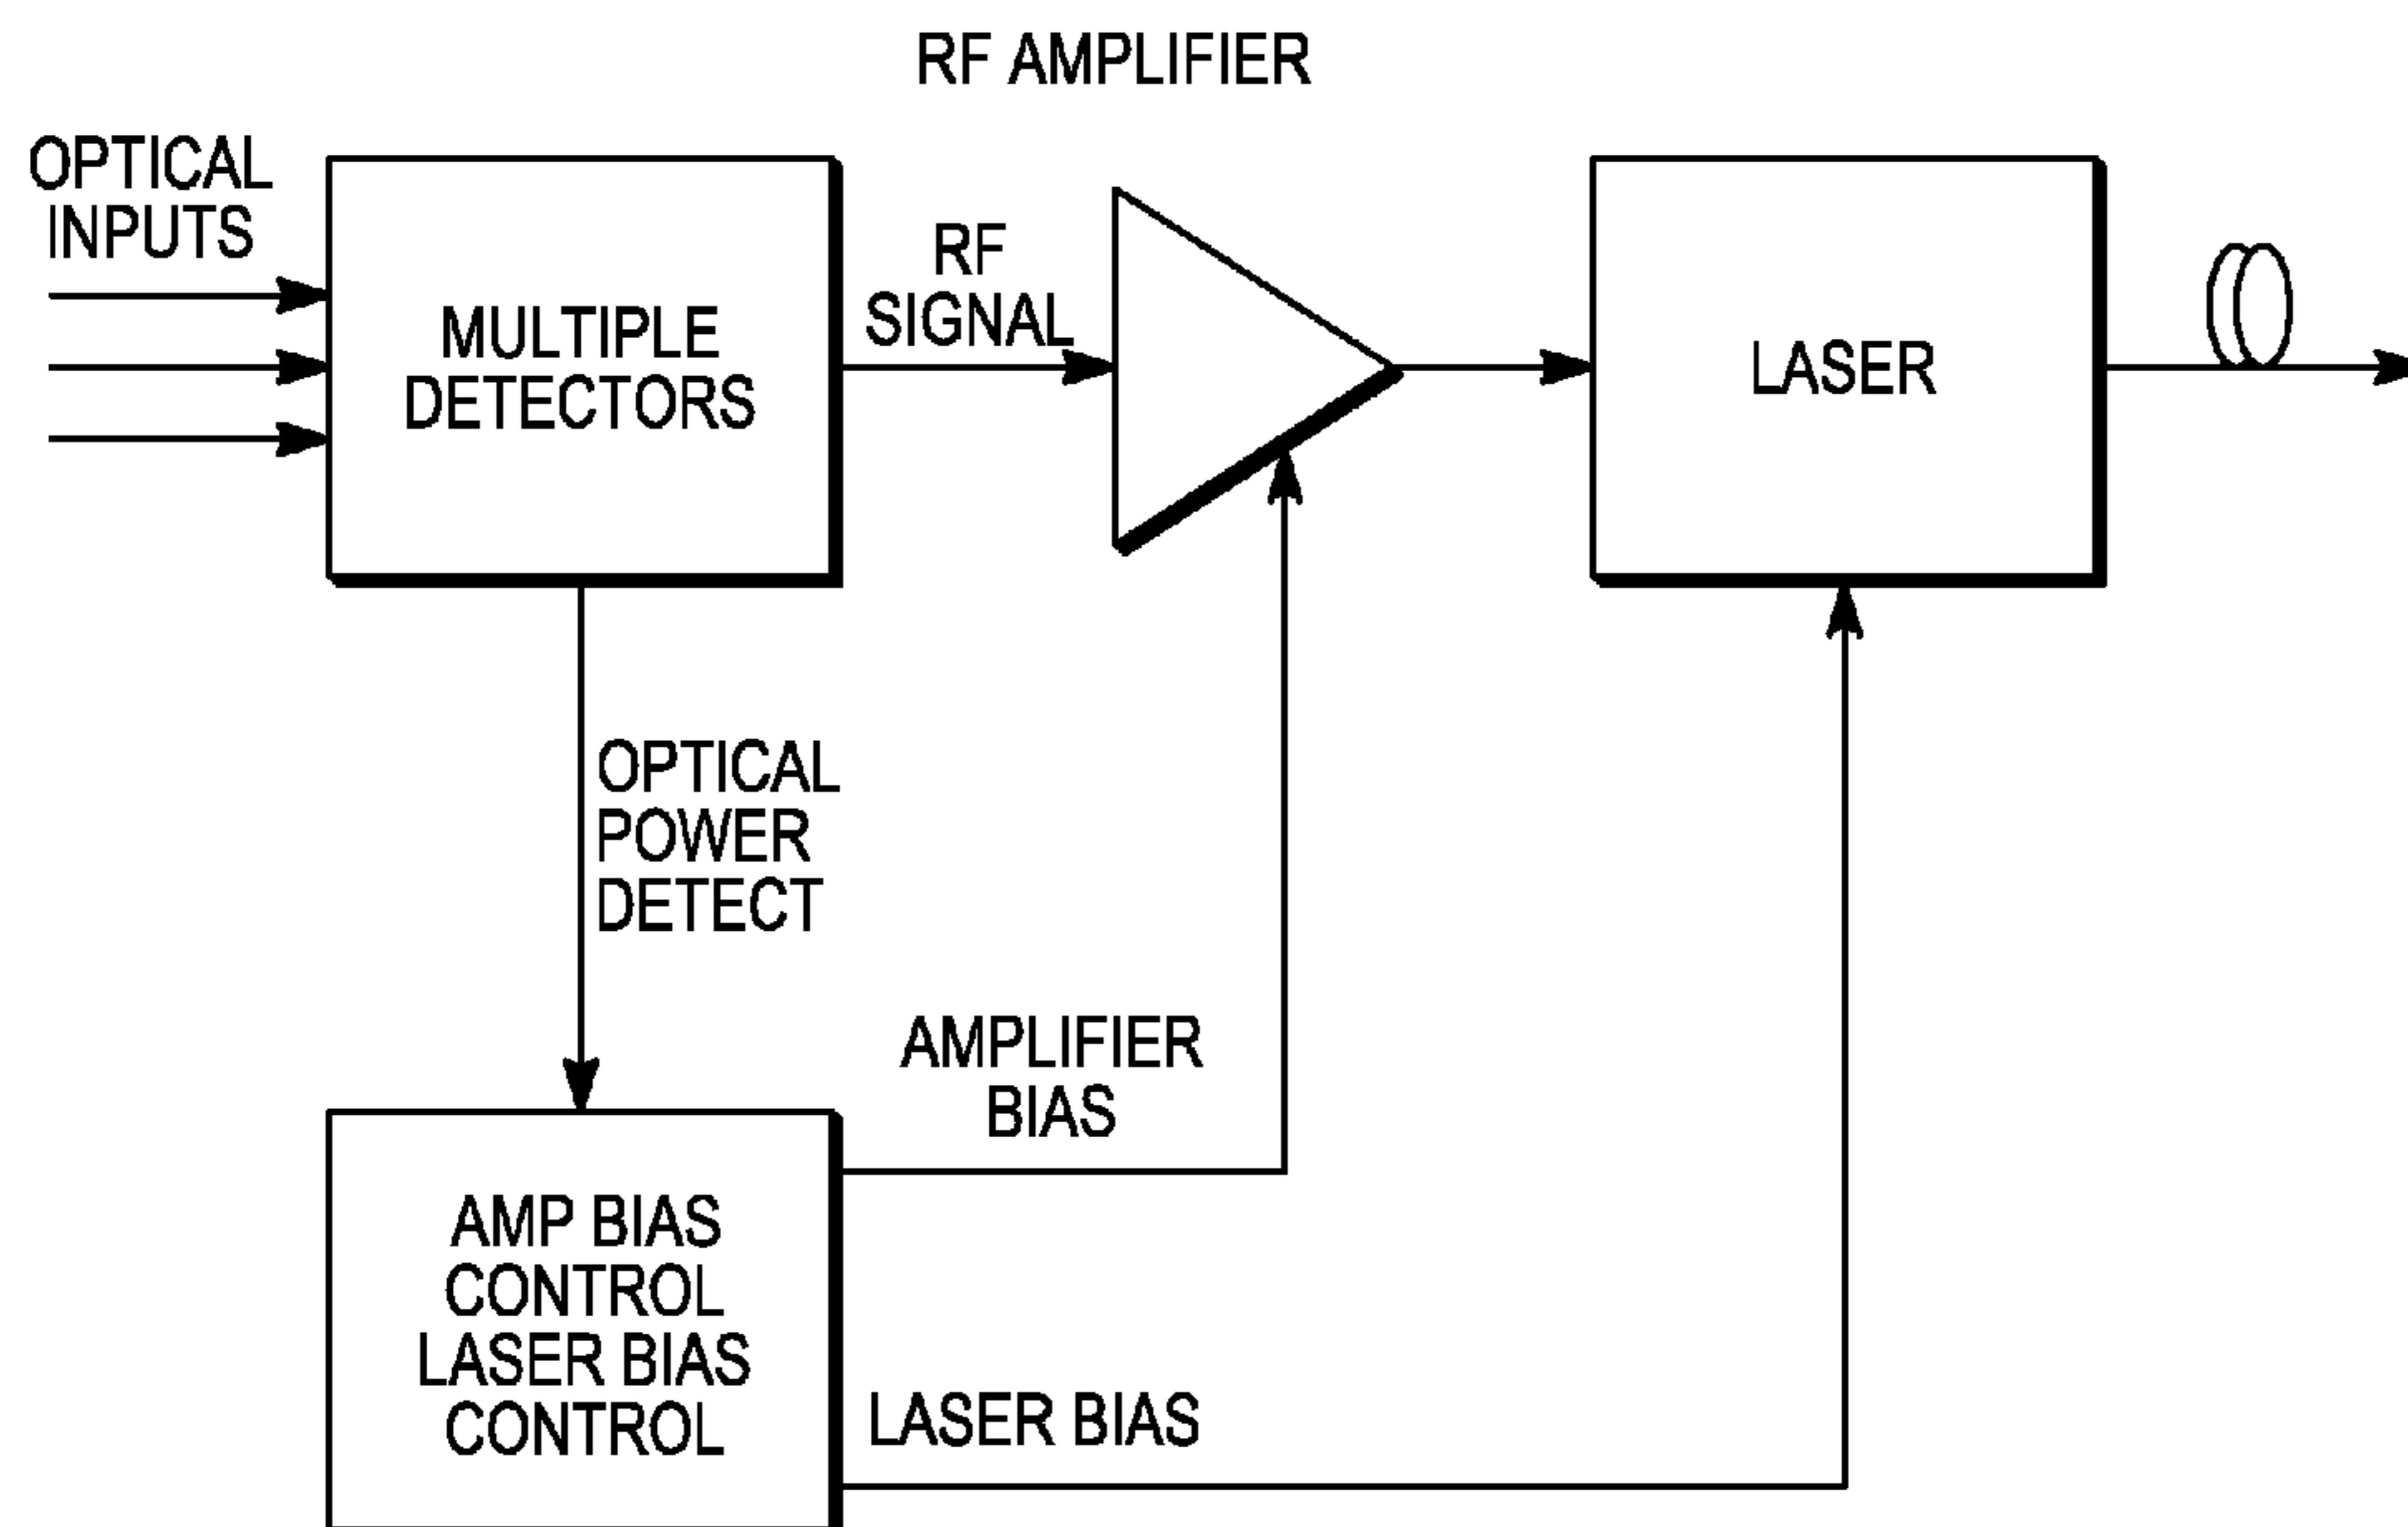 RF AMPLIFIER
OPTICAL
INPUTS
MULTIPLE
DETECTORS
RF
SIGNAL
LASER
OPTICAL
POWER
DETECT
AMPLIFIER
BIAS
AMP BIAS
CONTROL
LASER BIAS
CONTROL
LASER BIAS